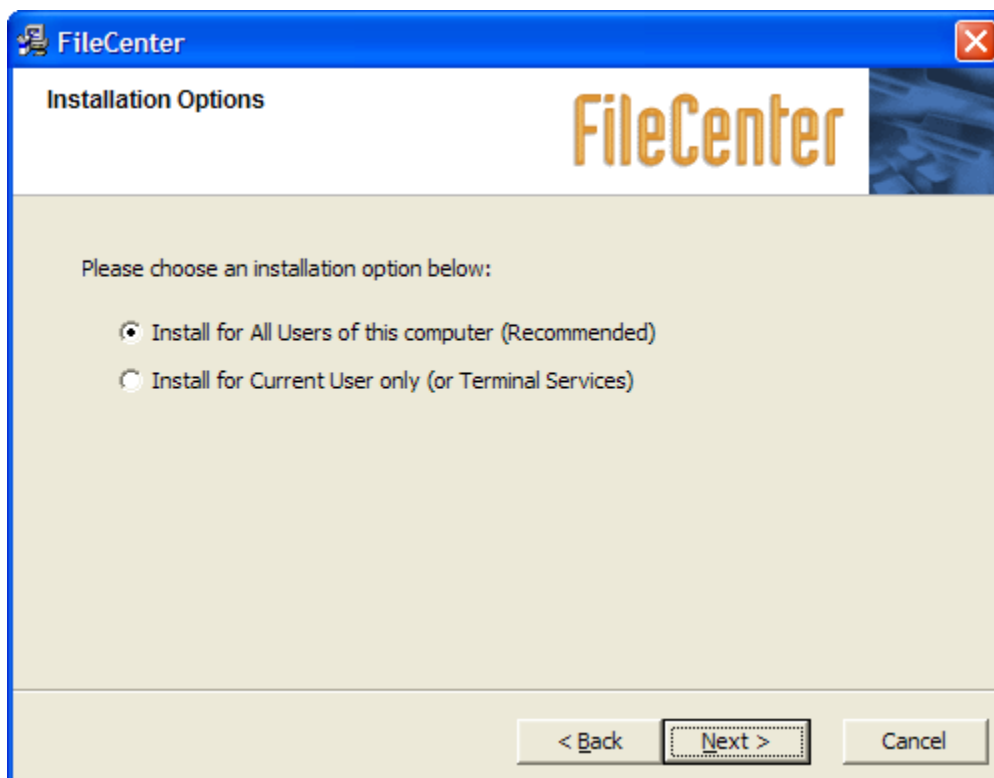 FileCenter
Installation Options
FileCenter
Please choose an installation option below:
Install for All Users of this computer (Recommended)
Install for Current User only (or Terminal Services)
< Back
Next >
Cancel